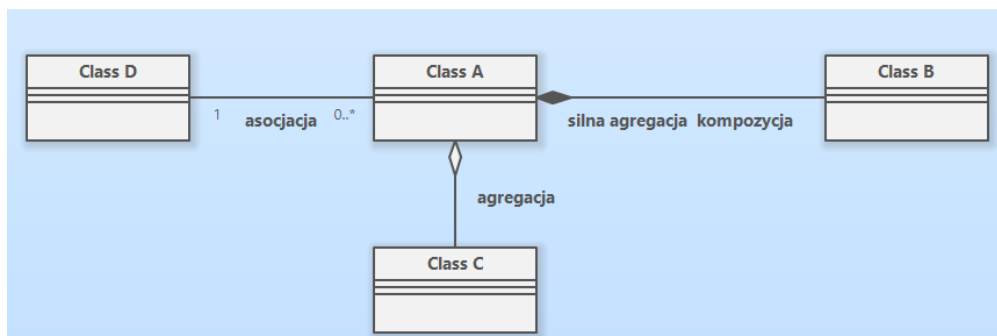 Class D
Class A
Class B
1
asocjacja
0..*
silna agregacja kompozycja
agregacja
Class C